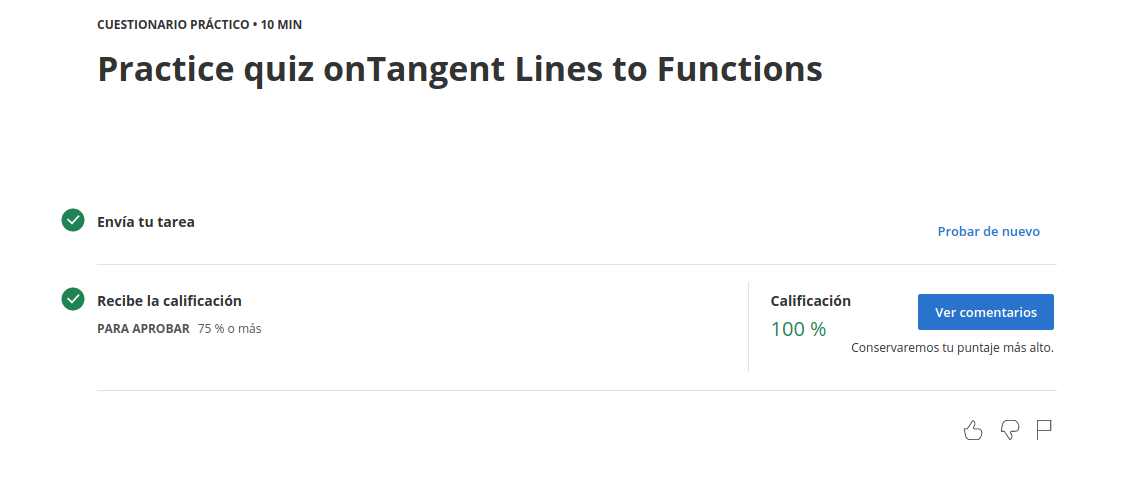 CUESTIONARIO PRÁCTICO • 10 MIN
Practice quiz onTangent Lines to Functions
Envía tu tarea
Probar de nuevo
Recibe la calificación
PARA APROBAR 75 % o más
Calificación
100 %
Ver comentarios
Conservaremos tu puntaje más alto.